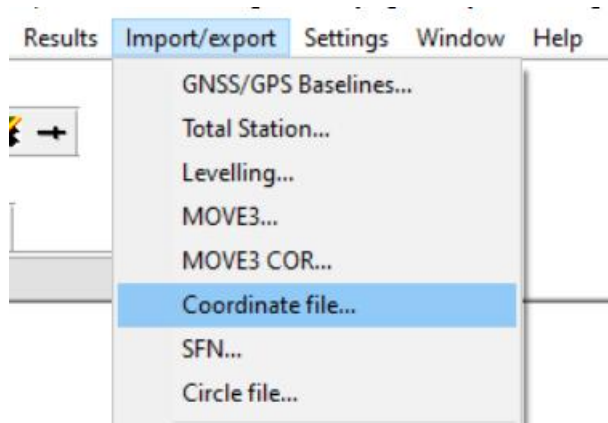 Results Import/export Settings Window Help
GNSS/GPS Baselines...
Total Station...
Levelling...
MOVE3...
MOVE3 COR...
Coordinate file...
SFN...
Circle file...